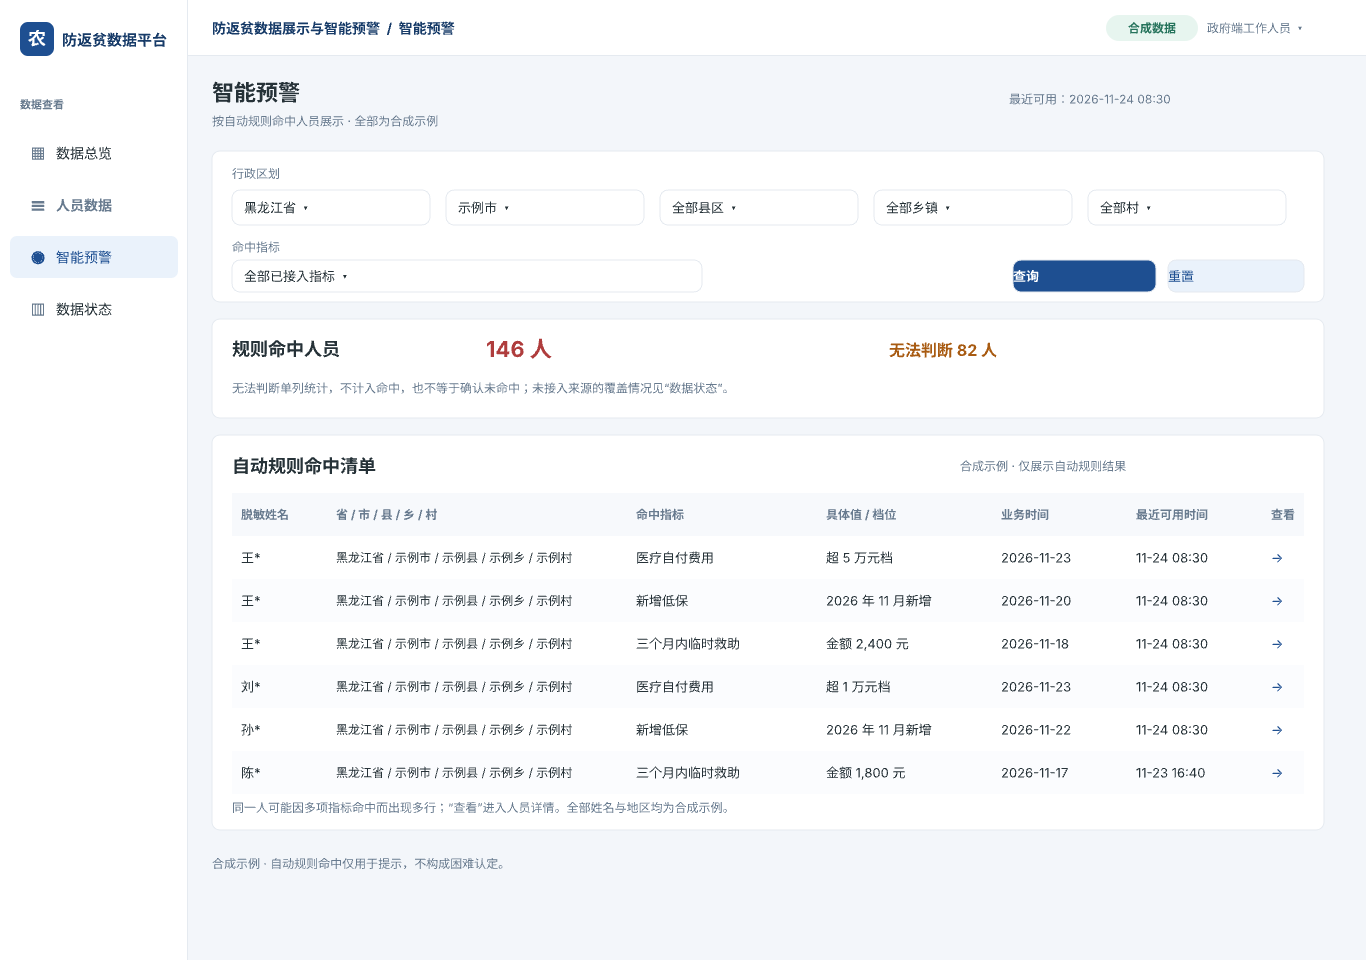 农 防返贫数据平台
防返贫数据展示与智能预警 / 智能预警
合成数据 政府端工作人员
数据查看
数据总览
人员数据
智能预警
数据状态
智能预警
最近可用：2026-11-24 08:30
按自动规则命中人员展示 · 全部为合成示例
行政区划
黑龙江省 示例市 全部县区 全部乡镇 全部村
命中指标
全部已接入指标 查询 重置
规则命中人员 146 人 无法判断 82 人
无法判断单列统计，不计入命中，也不等于确认未命中；未接入来源的覆盖情况见“数据状态”。
自动规则命中清单 合成示例 · 仅展示自动规则结果
脱敏姓名 省 / 市 / 县 / 乡 / 村 命中指标 具体值 / 档位 业务时间 最近可用时间 查看
王* 黑龙江省 / 示例市 / 示例县 / 示例乡 / 示例村 医疗自付费用 超 5 万元档 2026-11-23 11-24 08:30 →
王* 黑龙江省 / 示例市 / 示例县 / 示例乡 / 示例村 新增低保 2026 年 11 月新增 2026-11-20 11-24 08:30 →
王* 黑龙江省 / 示例市 / 示例县 / 示例乡 / 示例村 三个月内临时救助 金额 2,400 元 2026-11-18 11-24 08:30 →
刘* 黑龙江省 / 示例市 / 示例县 / 示例乡 / 示例村 医疗自付费用 超 1 万元档 2026-11-23 11-24 08:30 →
孙* 黑龙江省 / 示例市 / 示例县 / 示例乡 / 示例村 新增低保 2026 年 11 月新增 2026-11-22 11-24 08:30 →
陈* 黑龙江省 / 示例市 / 示例县 / 示例乡 / 示例村 三个月内临时救助 金额 1,800 元 2026-11-17 11-23 16:40 →
同一人可能因多项指标命中而出现多行；“查看”进入人员详情。全部姓名与地区均为合成示例。
合成示例 · 自动规则命中仅用于提示，不构成困难认定。